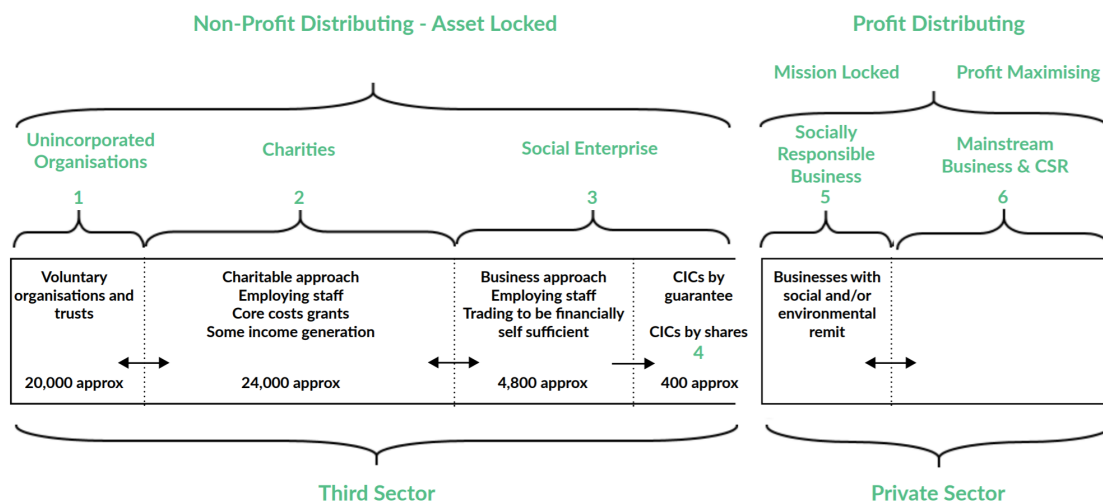 Non-Profit Distributing - Asset Locked
Profit Distributing
Mission Locked
Profit Maximising
Unincorporated
Organisations
1
Charities
2
Social Enterprise
3
Socially
Responsible
Business
5
Mainstream
Business & CSR
6
Voluntary
organisations and
trusts
20,000 approx
Charitable approach
Employing staff
Core costs grants
Some income generation
24,000 approx
Business approach
Employing staff
Trading to be financially
self sufficient
4,800 approx
CICs by
guarantee
CICs by shares
4
400 approx
Businesses with
social and/or
environmental
remit
Third Sector
Private Sector